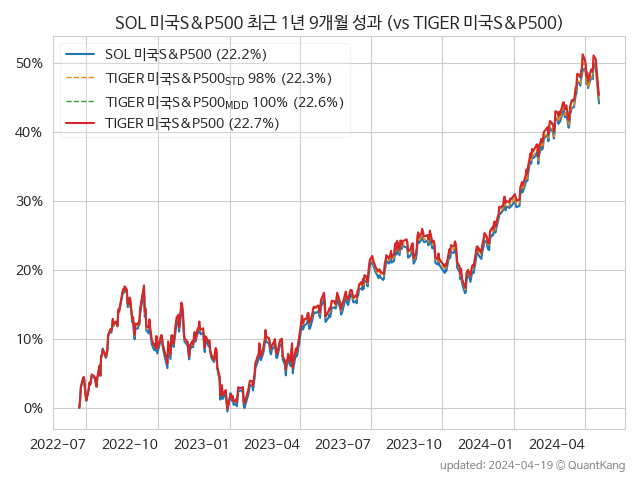 SOL 미국S&P500 최근 1년 9개월 성과 (vs TIGER 미국S&P500)
SOL 미국S&P500 (22.2%)
TIGER 미국S&P500STD 98% (22.3%)
TIGER 미국S&P500MDD 100% (22.6%)
TIGER 미국S&P500 (22.7%)
50%
40%
30%
20%
10%
0%
2022-07 2022-10 2023-01 2023-04 2023-07 2023-10 2024-01 2024-04
updated: 2024-04-19 © QuantKang